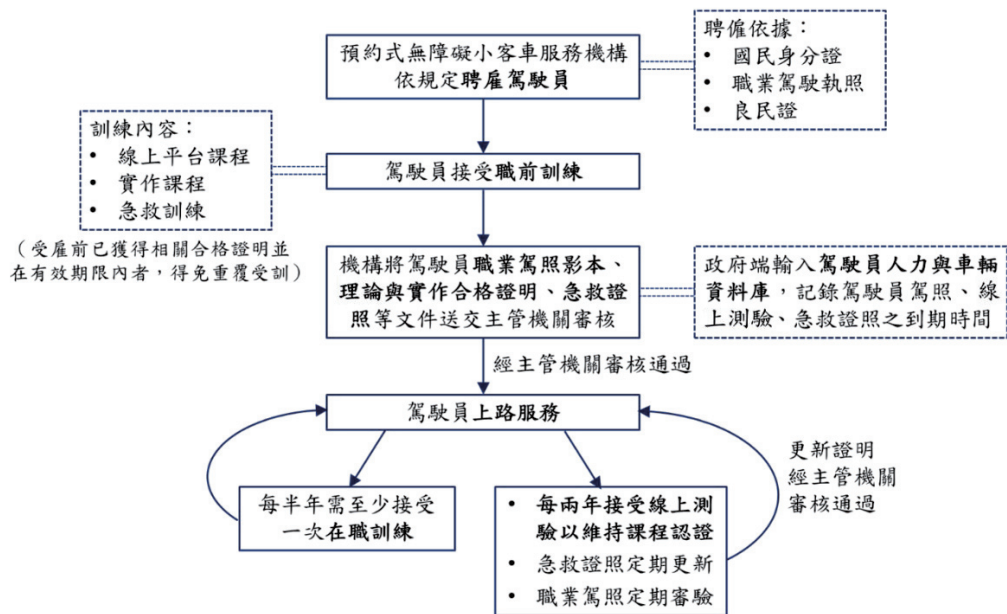 預約式無障礙小客車服務機構
依規定聘雇駕駛員
聘僱依據：
• 國民身分證
• 職業駕駛執照
• 良民證
訓練內容：
• 線上平台課程
• 實作課程
• 急救訓練
（受雇前已獲得相關合格證明並
在有效期限內者，得免重覆受訓）
駕駛員接受職前訓練
機構將駕駛員職業駕照影本、
理論與實作合格證明、急救證
照等文件送交主管機關審核
政府端輸入駕駛員人力與車輛
資料庫，記錄駕駛員駕照、線
上測驗、急救證照之到期時間
經主管機關審核通過
駕駛員上路服務
每半年需至少接受
一次在職訓練
• 每兩年接受線上測
驗以維持課程認證
• 急救證照定期更新
• 職業駕照定期審驗
更新證明
經主管機關
審核通過